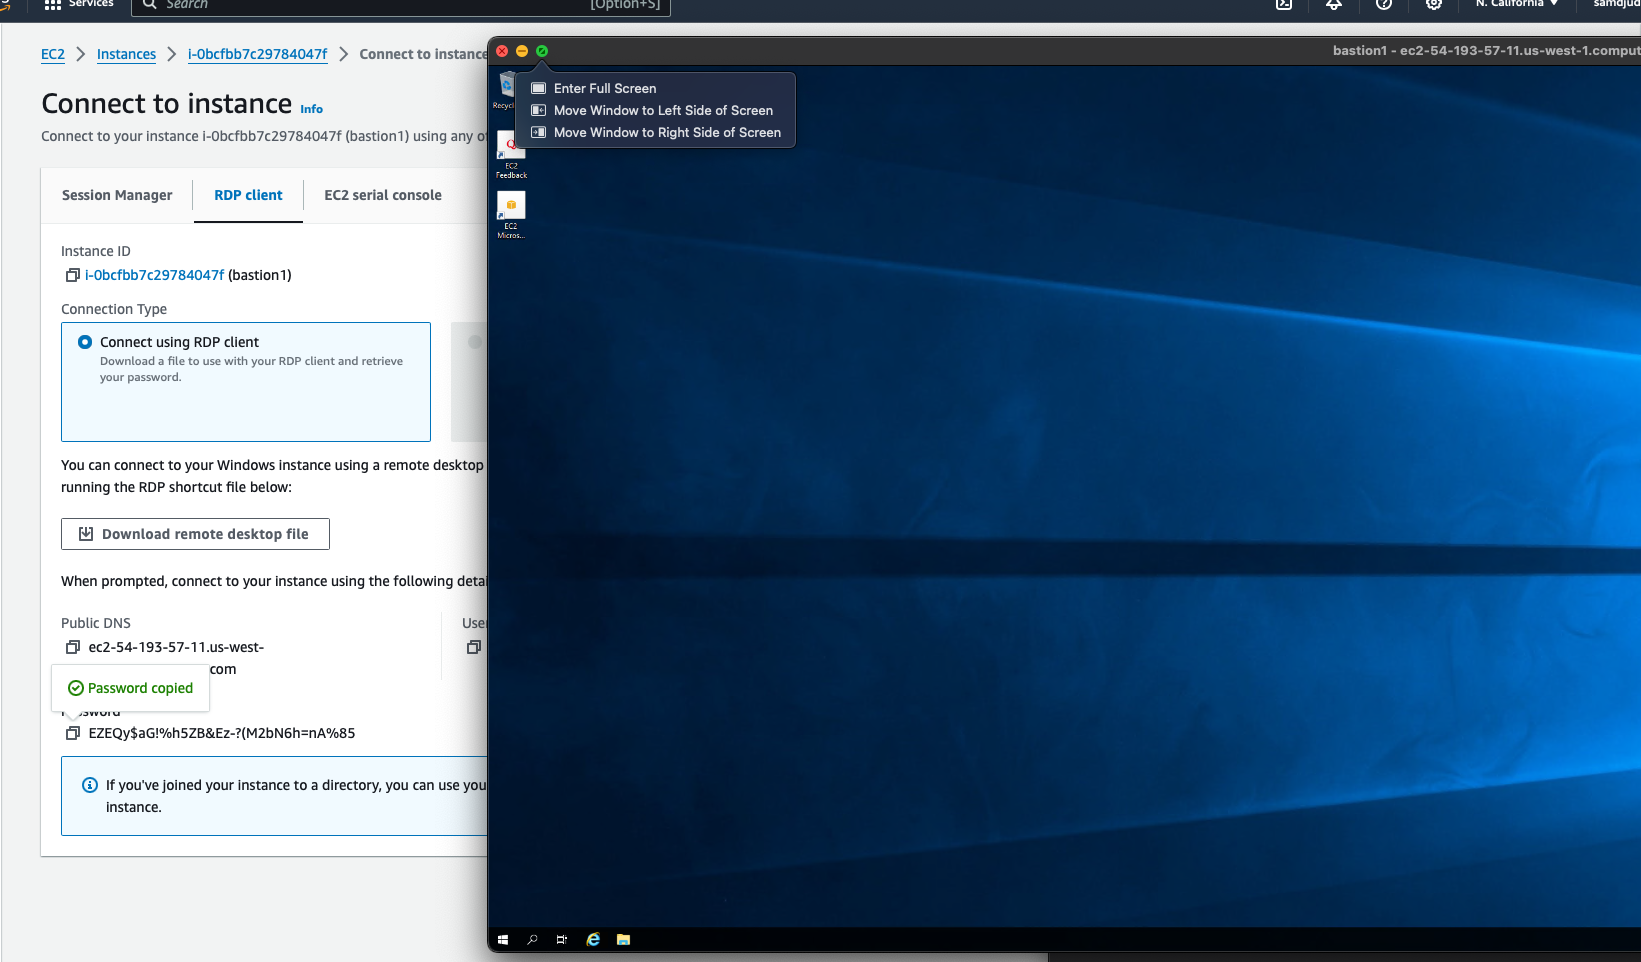 Services
Search
[Option+S]
N. California
samdjud
EC2
Instances
i-0bcfbb7c29784047f
Connect to instance
Connect to instance
Info
Connect to your instance i-0bcfbb7c29784047f (bastion1) using any of
Session Manager
RDP client
EC2 serial console
Instance ID
i-0bcfbb7c29784047f (bastion1)
Connection Type
Connect using RDP client
Download a file to use with your RDP client and retrieve
your password.
You can connect to your Windows instance using a remote desktop
running the RDP shortcut file below:
Download remote desktop file
When prompted, connect to your instance using the following detai
Public DNS
User
ec2-54-193-57-11.us-west-
com
Password copied
Password
EZEQy$aG!%h5ZB&Ez-?(M2bN6h=nA%85
If you've joined your instance to a directory, you can use you
instance.
bastion1 - ec2-54-193-57-11.us-west-1.comput
Enter Full Screen
Move Window to Left Side of Screen
Move Window to Right Side of Screen
Recycl
EC2
Feedback
EC2
Micros...